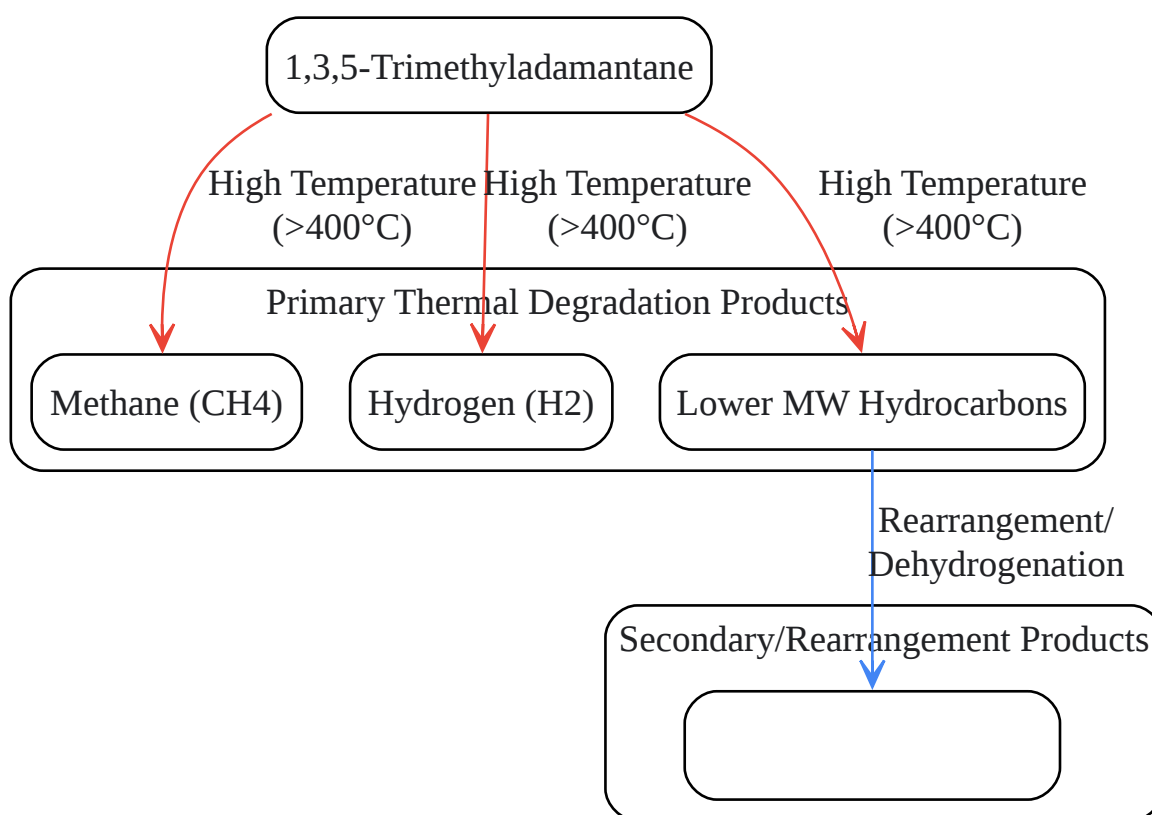 1,3,5-Trimethyladamantane
High Temperature
(>400°C)
High Temperature
(>400°C)
High Temperature
(>400°C)
Primary Thermal Degradation Products
Methane (CH4)
Hydrogen (H2)
Lower MW Hydrocarbons
Rearrangement/
Dehydrogenation
Secondary/Rearrangement Products